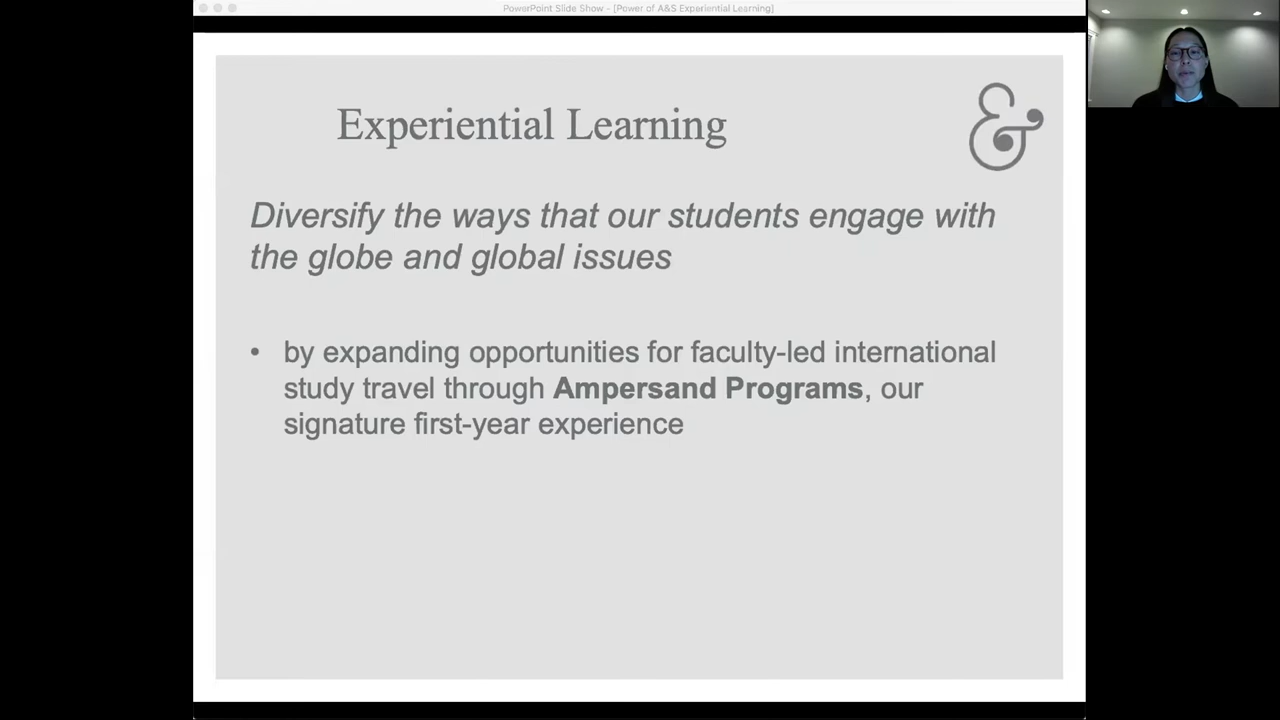 PowerPoint Slide Show - [Power of A&S Experiential Learning]
Experiential Learning
&
Diversify the ways that our students engage with
the globe and global issues
• by expanding opportunities for faculty-led international
study travel through Ampersand Programs, our
signature first-year experience